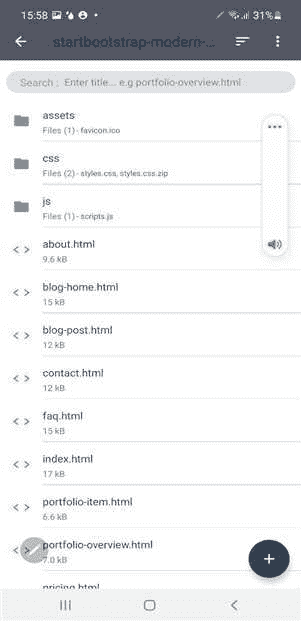 15:58 31%
startbootstrap-modern-...
Search : Enter title... e.g portfolio-overview.html
assets
Files (1) - favicon.ico
css
Files (2) - styles.css, styles.css.zip
js
Files (1) - scripts.js
about.html
9.6 kB
blog-home.html
15 kB
blog-post.html
12 kB
contact.html
12 kB
faq.html
15 kB
index.html
17 kB
portfolio-item.html
6.6 kB
portfolio-overview.html
7.0 kB
pricing.html